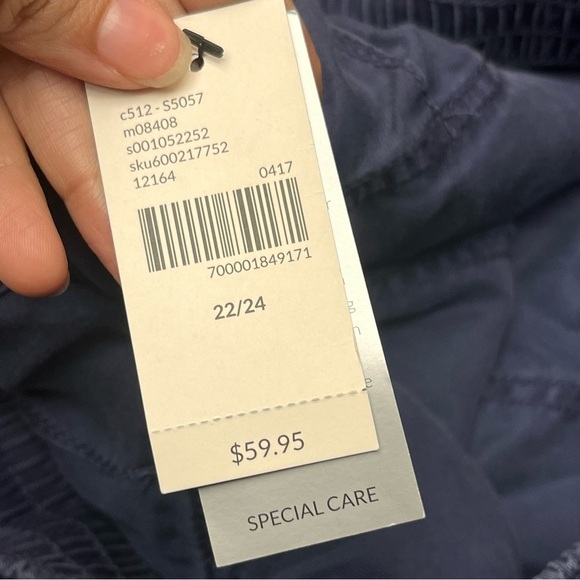 c512 - S5057
m08408
s001052252
sku600217752
12164
0417
700001849171
22/24
$59.95
SPECIAL CARE